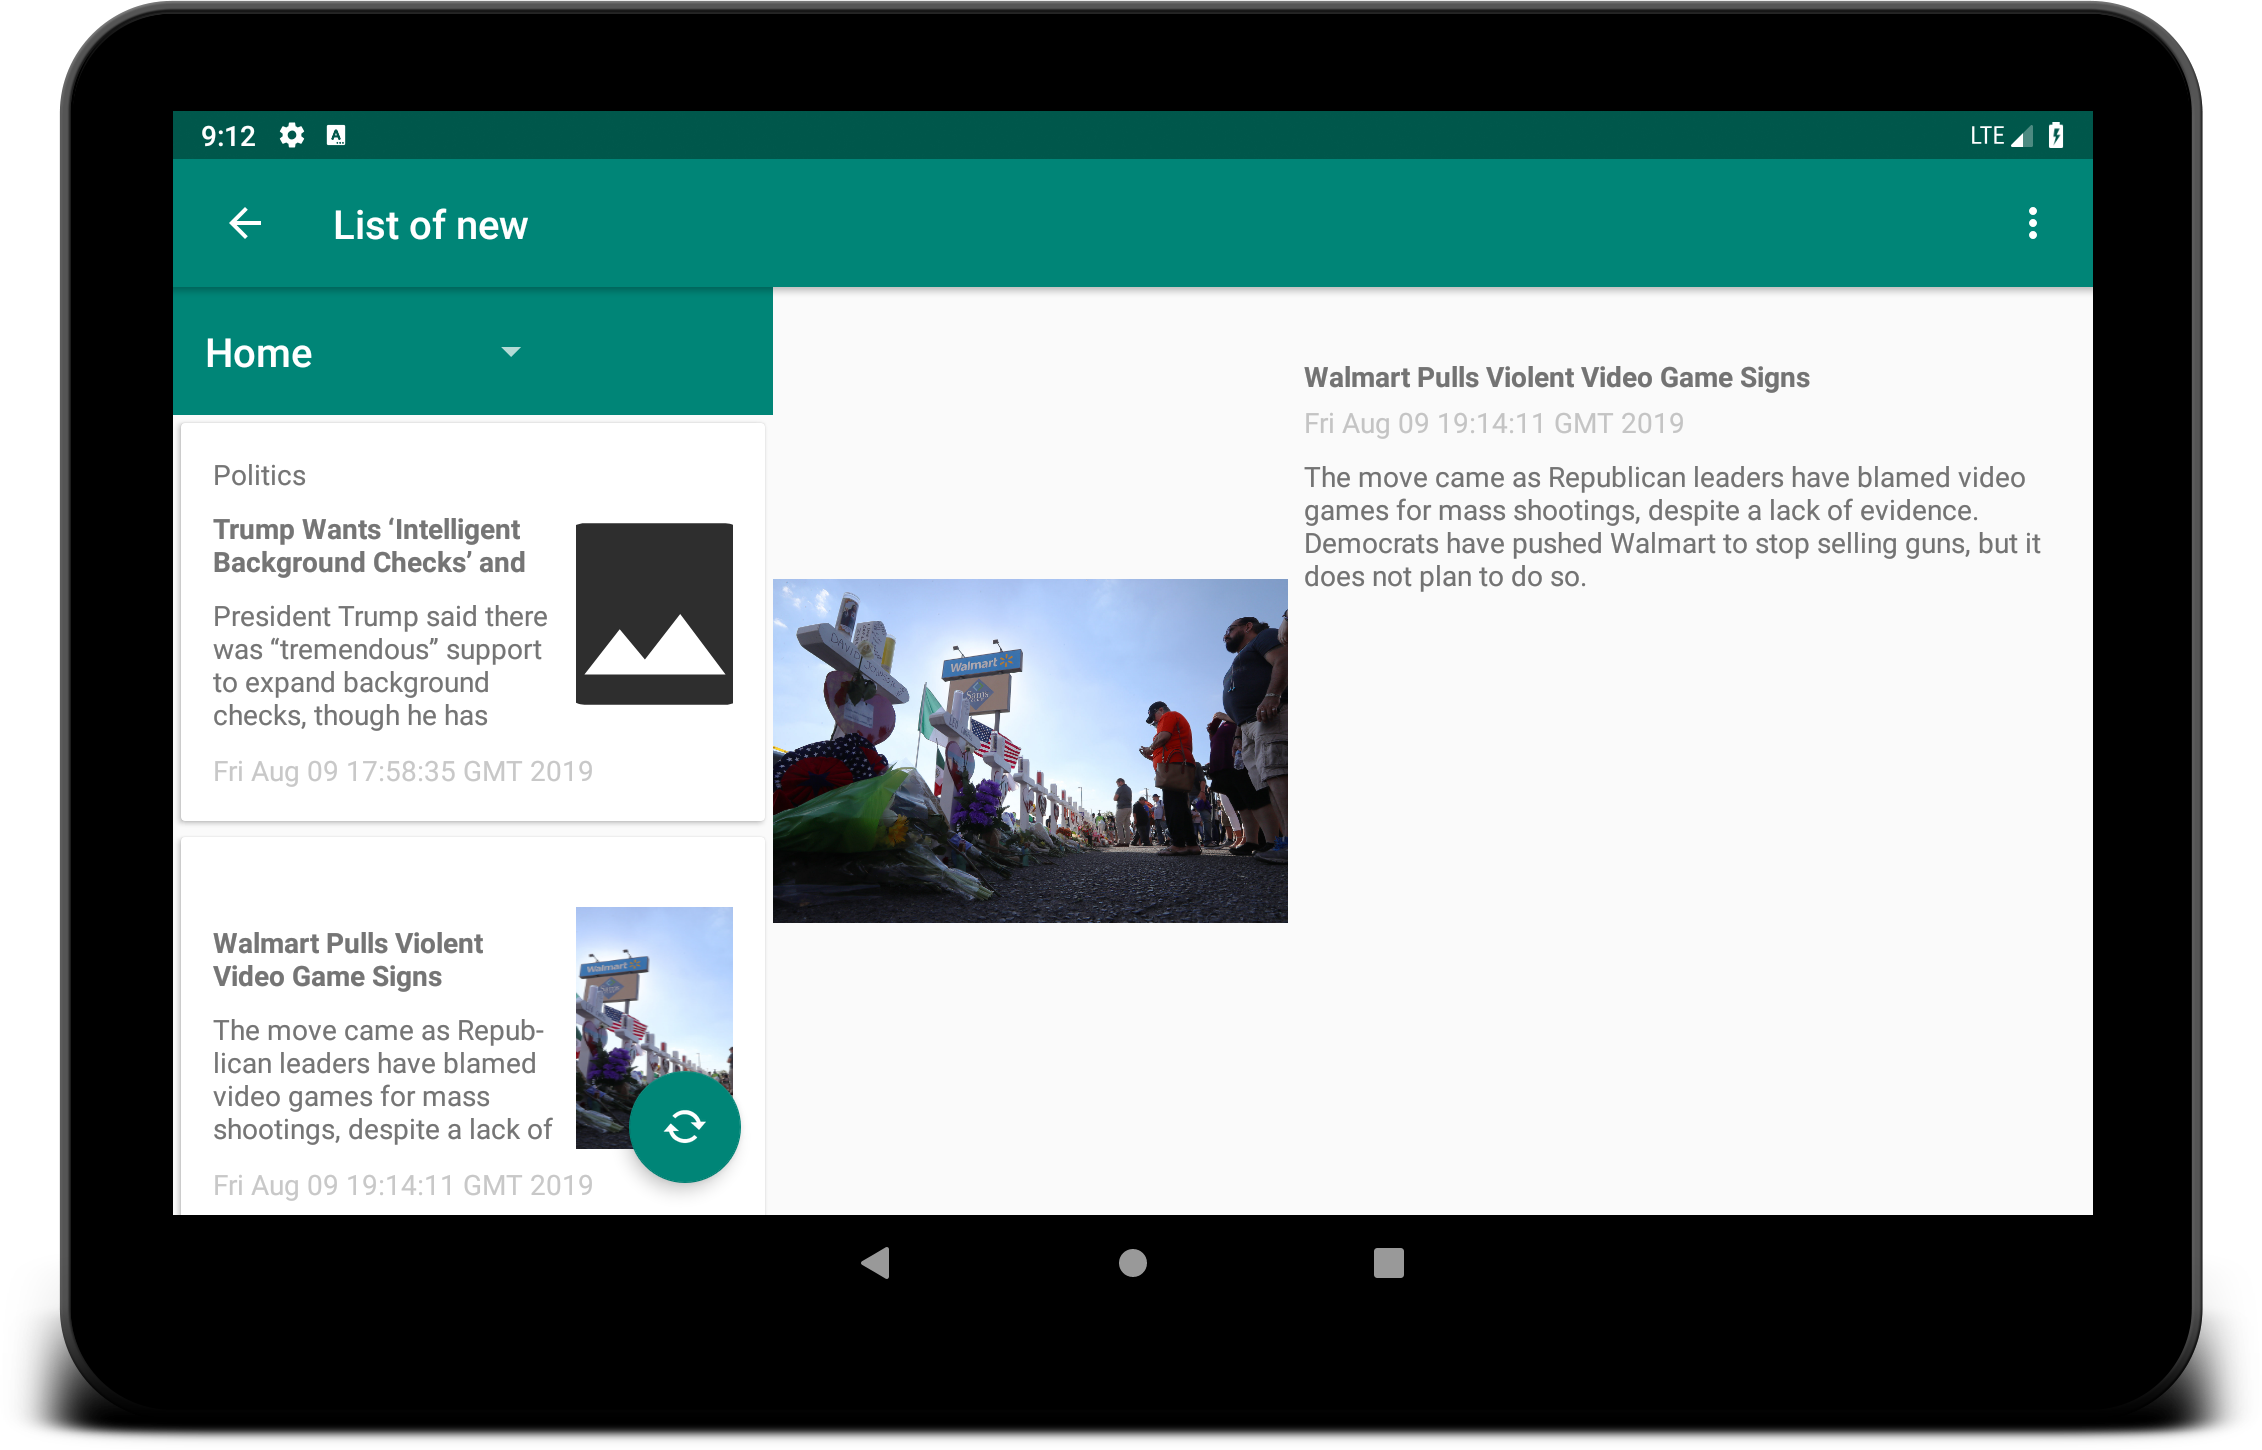 9:12
LTE
List of new
Home
Politics
Trump Wants ‘Intelligent
Background Checks’ and
President Trump said there
was “tremendous” support
to expand background
checks, though he has
Fri Aug 09 17:58:35 GMT 2019
Walmart Pulls Violent
Video Game Signs
The move came as Repub-
lican leaders have blamed
video games for mass
shootings, despite a lack of
Fri Aug 09 19:14:11 GMT 2019
Walmart
Walmart
Sam's
Walmart Pulls Violent Video Game Signs
Fri Aug 09 19:14:11 GMT 2019
The move came as Republican leaders have blamed video
games for mass shootings, despite a lack of evidence.
Democrats have pushed Walmart to stop selling guns, but it
does not plan to do so.